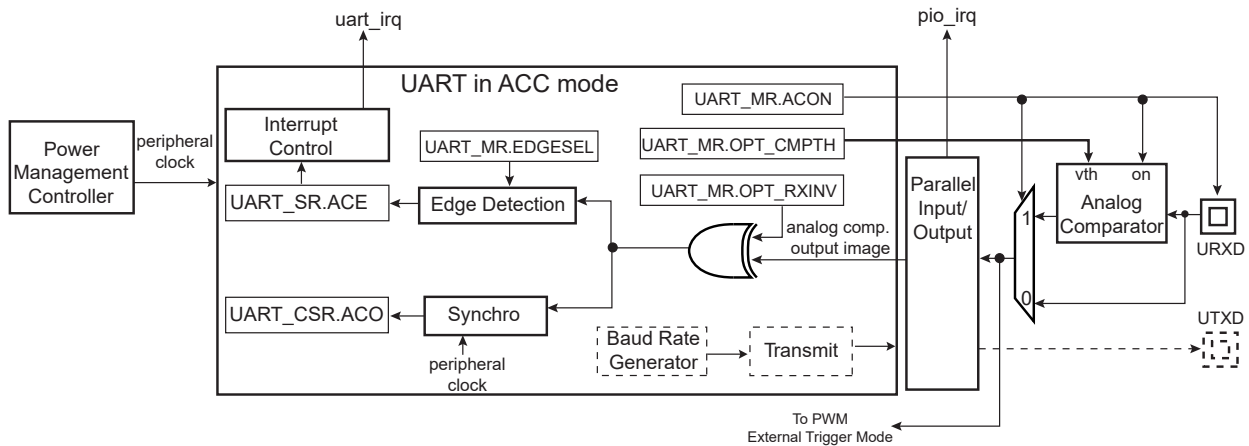 uart_irq
pio_irq
UART in ACC mode
UART_MR.ACON
Power
Management
Controller
peripheral
clock
Interrupt
Control
UART_MR.EDGESEL
UART_MR.OPT_CMPTH
UART_SR.ACE
Edge Detection
UART_MR.OPT_RXINV
analog comp.
output image
Parallel
Input/
Output
vth
on
Analog
Comparator
1
0
URXD
UART_CSR.ACO
Synchro
peripheral
clock
Baud Rate
Generator
Transmit
UTXD
To PWM
External Trigger Mode